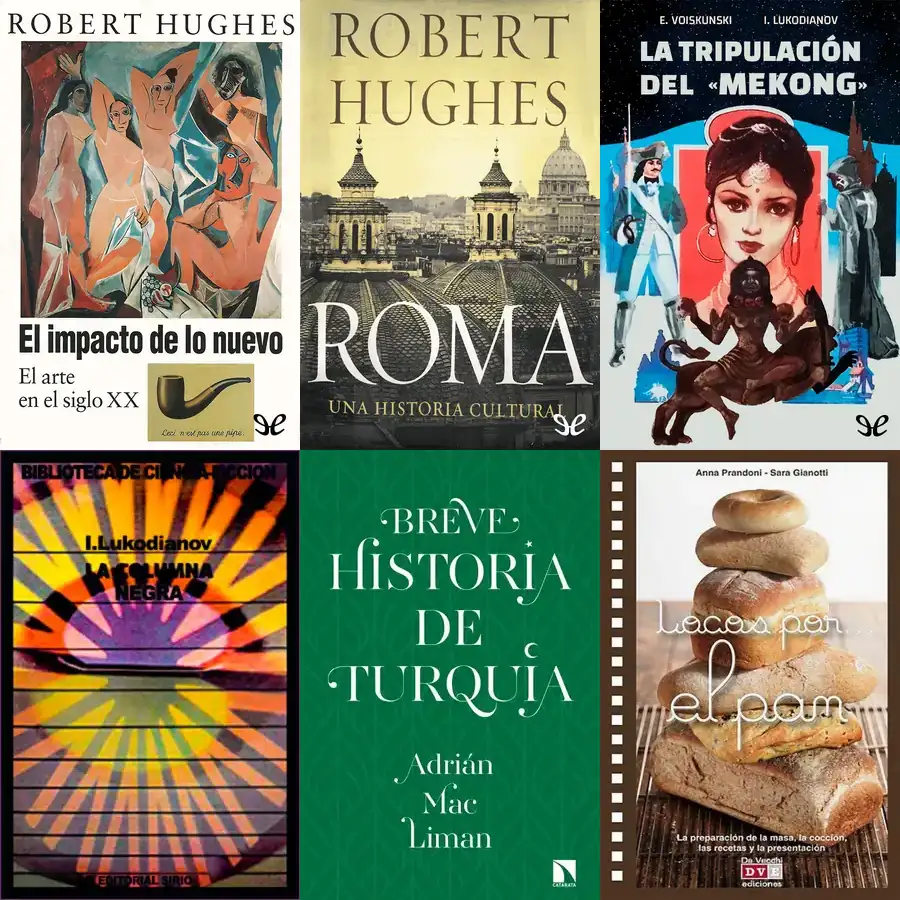 ROBERT HUGHES
El impacto de lo nuevo
El arte
en el siglo XX
Ceci n'est pas une pipe.
ROBERT
HUGHES
ROMA
UNA HISTORIA CULTURAL
E. VOISKUNSKI I. LUKODIANOV
LA TRIPULACIÓN
DEL «MEKONG»
BIBLIOTECA DE CIENCIA FICCION
I.Lukodianov
LA COLUMNA
NEGRA
EDITORIAL SIRIO
BREVE
HISTORIA
DE
TURQUÍA
Adrián
Mac
Liman
CATARATA
Anna Prandoni - Sara Gianotti
Locos por...
el pan
La preparación de la masa, la cocción,
las recetas y la presentación
De Vecchi
DVE
ediciones